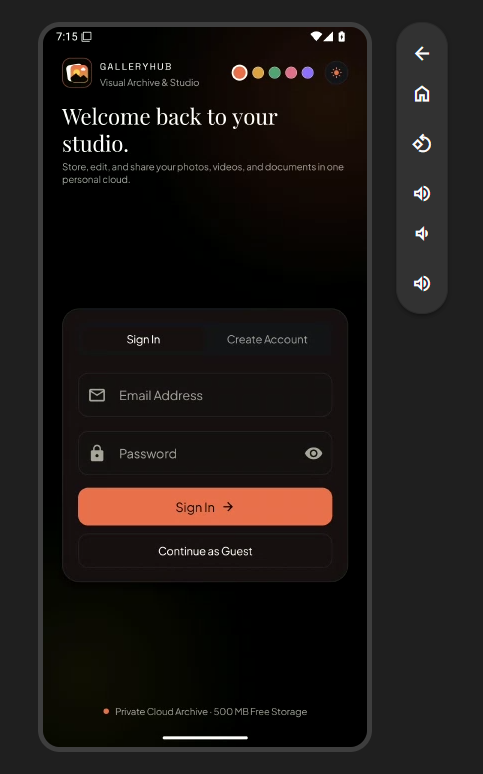 7:15
GALLERYHUB
Visual Archive & Studio
Welcome back to your
studio.
Store, edit, and share your photos, videos, and documents in one
personal cloud.
Sign In
Create Account
Email Address
Password
Sign In
Continue as Guest
Private Cloud Archive · 500 MB Free Storage